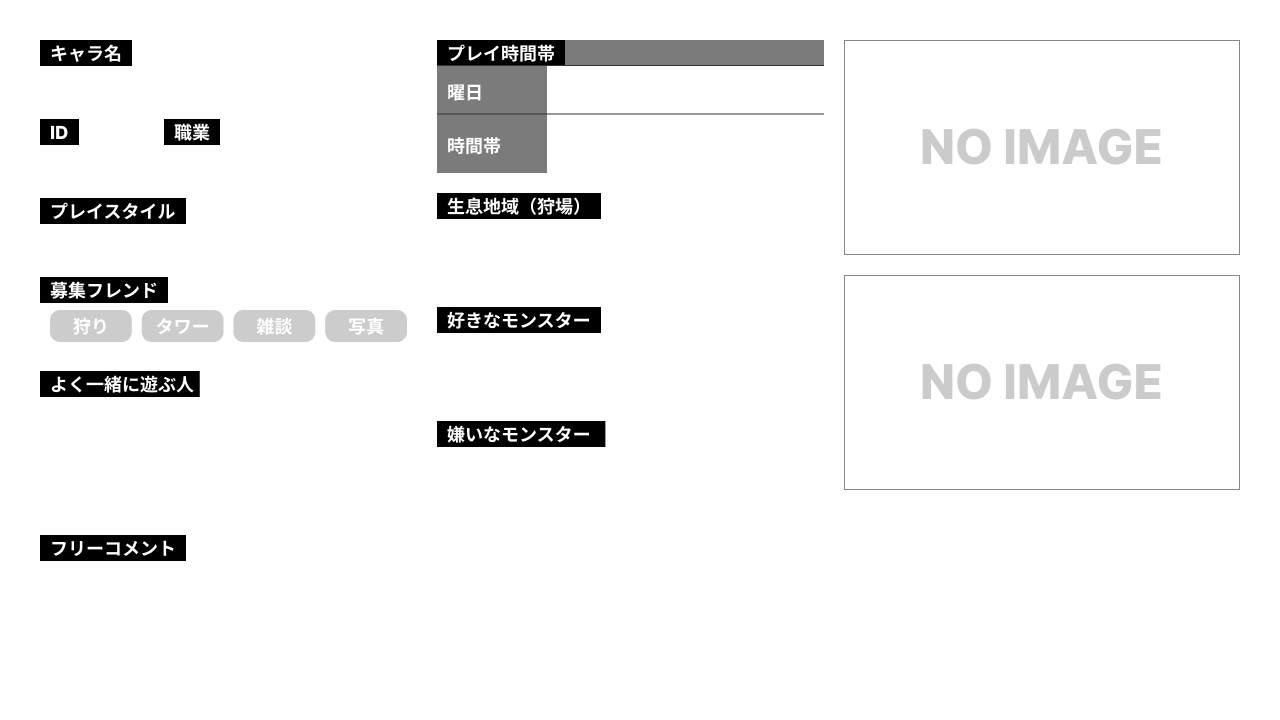 キャラ名
ID
職業
プレイスタイル
募集フレンド
狩り
タワー
雑談
写真
よく一緒に遊ぶ人
フリーコメント
プレイ時間帯
曜日
時間帯
生息地域（狩場）
好きなモンスター
嫌いなモンスター
NO IMAGE
NO IMAGE